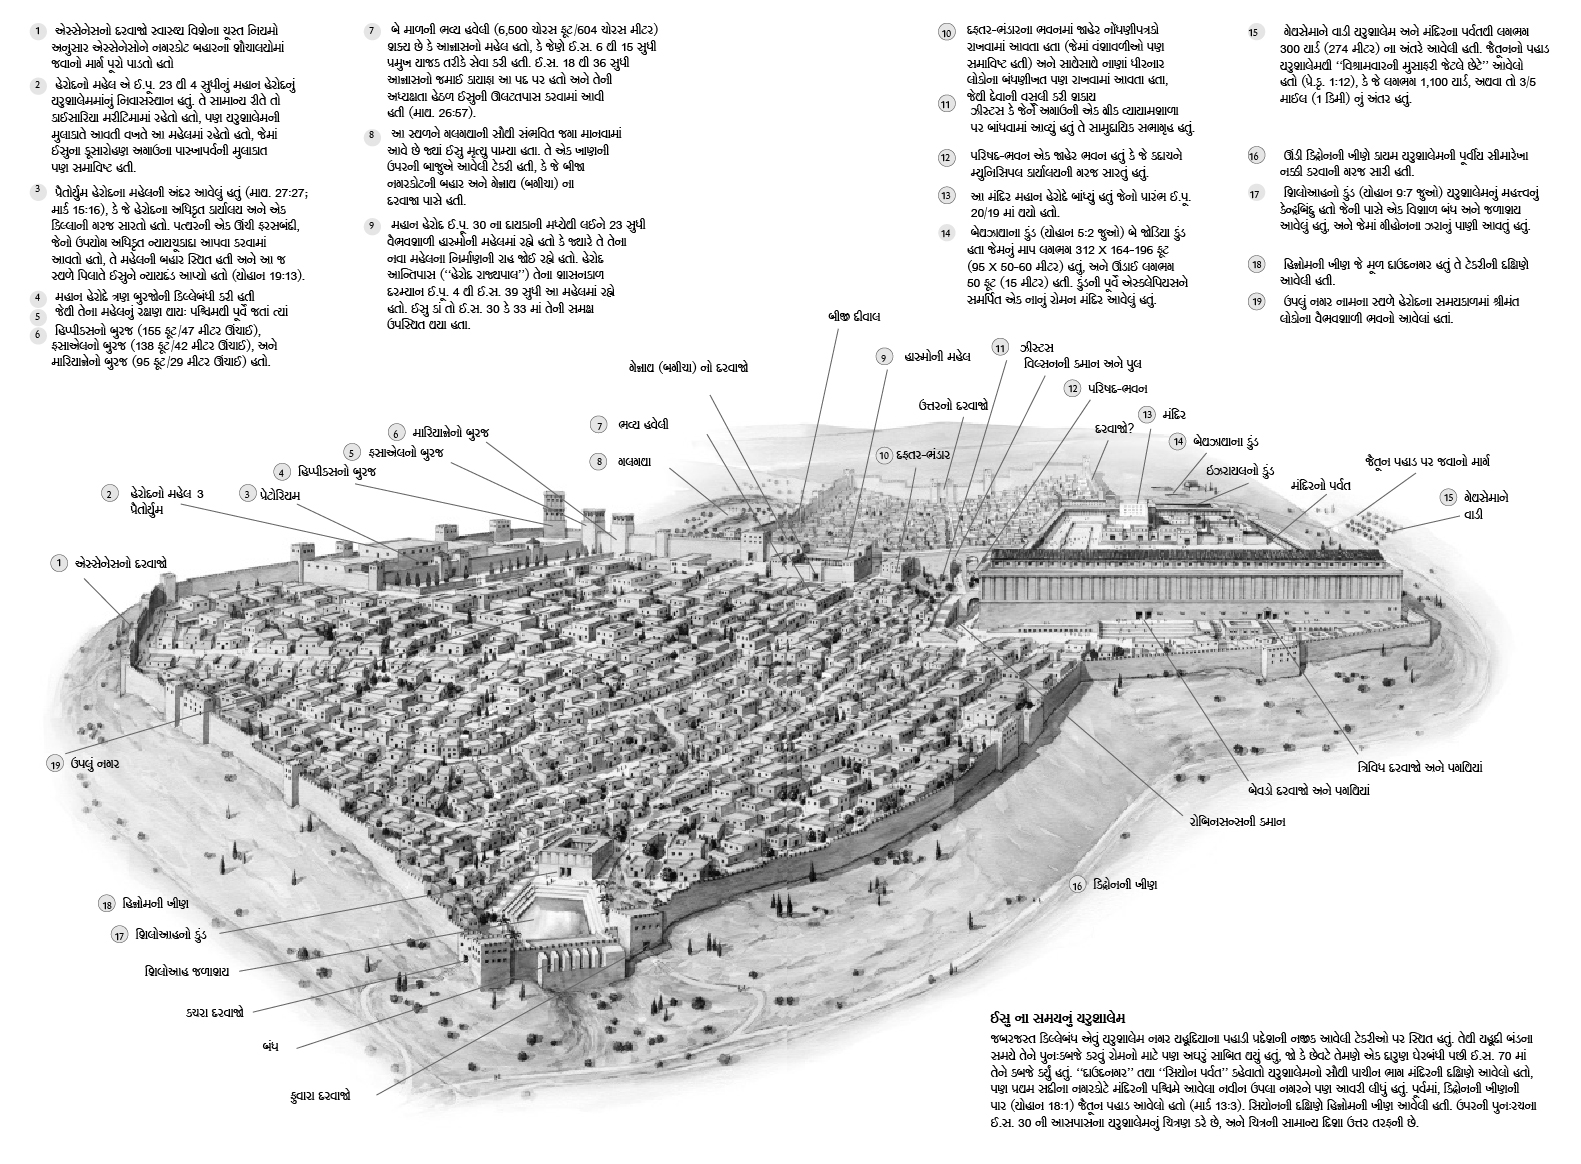 1 એસ્સેનેસનો દરવાજો સ્વાસ્થ્ય વિશેના ચૂસ્ત નિયમો
અનુસાર એસ્સેનેસોને નગરકોટ બહારના શૌચાલયોમાં
જવાનો માર્ગ પૂરો પાડતો હતો
2 હેરોદનો મહેલ એ ઈ.પૂ. 23 થી 4 સુધીનું મહાન હેરોદનું
યરુશાલેમમાંનું નિવાસસ્થાન હતું. તે સામાન્ય રીતે તો
કાઈસારિયા મરીટિમામાં રહેતો હતો, પણ યરુશાલેમની
મુલાકાતે આવતી વખતે આ મહેલમાં રહેતો હતો, જેમાં
ઈસુના ક્રૂસારોહણ અગાઉના પાસ્ખાપર્વની મુલાકાત
પણ સમાવિષ્ટ હતી.
3 પ્રૈતોર્યુમ હેરોદના મહેલની અંદર આવેલું હતું (માથ. 27:27;
માર્ક 15:16), કે જે હેરોદના અધિકૃત કાર્યાલય અને એક
કિલ્લાની ગરજ સારતો હતો. પત્થરની એક ઊંચી ફરસબંદી,
જેનો ઉપયોગ અધિકૃત ન્યાયચૂકાદા આપવા કરવામાં
આવતો હતો, તે મહેલની બહાર સ્થિત હતી અને આ જ
સ્થળે પિલાતે ઈસુને ન્યાયદંડ આપ્યો હતો (યોહાન 19:13).
4 મહાન હેરોદે ત્રણ બુરજોની કિલ્લેબંધી કરી હતી
5 જેથી તેના મહેલનું રક્ષણ થાય: પશ્ચિમથી પૂર્વે જતાં ત્યાં
6 હિપ્પીકસનો બુરજ (155 ફૂટ/47 મીટર ઊંચાઈ),
ફસાએલનો બુરજ (138 ફૂટ/42 મીટર ઊંચાઈ), અને
મારિયાન્નેનો બુરજ (95 ફૂટ/29 મીટર ઊંચાઈ) હતો.
7 બે માળની ભવ્ય હવેલી (6,500 ચોરસ ફૂટ/604 ચોરસ મીટર)
શક્ય છે કે આન્નાસનો મહેલ હતો, કે જેણે ઈ.સ. 6 થી 15 સુધી
પ્રમુખ યાજક તરીકે સેવા કરી હતી. ઈ.સ. 18 થી 36 સુધી
આન્નાસનો જમાઈ કાયાફા આ પદ પર હતો અને તેની
અધ્યક્ષતા હેઠળ ઈસુની ઊલટતપાસ કરવામાં આવી
હતી (માથ. 26:57).
8 આ સ્થળને ગલગથાની સૌથી સંભવિત જગા માનવામાં
આવે છે જ્યાં ઈસુ મૃત્યુ પામ્યા હતા. તે એક ખાણની
ઉપરની બાજુએ આવેલી ટેકરી હતી, કે જે બીજા
નગરકોટની બહાર અને ગેન્નાથ (બગીચા) ના
દરવાજા પાસે હતી.
9 મહાન હેરોદ ઈ.પૂ. 30 ના દાયકાની મધ્યેથી લઈને 23 સુધી
વૈભવશાળી હાસ્મોની મહેલમાં રહ્યો હતો કે જ્યારે તે તેના
નવા મહેલના નિર્માણની રાહ જોઈ રહ્યો હતો. હેરોદ
આન્તિપાસ (“હેરોદ રાજ્યપાલ”) તેના શાસનકાળ
દરમ્યાન ઈ.પૂ. 4 થી ઈ.સ. 39 સુધી આ મહેલમાં રહ્યો
હતો. ઈસુ કાં તો ઈ.સ. 30 કે 33 માં તેની સમક્ષ
ઉપસ્થિત થયા હતા.
10 દફતર-ભંડારના ભવનમાં જાહેર નોંધણીપત્રકો
રાખવામાં આવતા હતા (જેમાં વંશાવળીઓ પણ
સમાવિષ્ટ હતી) અને સાથેસાથે નાણાં ધીરનાર
લોકોના બંધણીખત પણ રાખવામાં આવતા હતા,
જેથી દેવાની વસૂલી કરી શકાય
11 ઝીસ્ટસ કે જેને અગાઉની એક ગ્રીક વ્યાયામશાળા
પર બાંધવામાં આવ્યું હતું તે સામુદાયિક સભાગૃહ હતું.
12 પરિષદ-ભવન એક જાહેર ભવન હતું કે જે કદાચને
મ્યુનિસિપલ કાર્યાલયની ગરજ સારતું હતું.
13 આ મંદિર મહાન હેરોદે બાંધ્યું હતું જેનો પ્રારંભ ઈ.પૂ.
20/19 માં થયો હતો.
14 બેથઝાથાના કુંડ (યોહાન 5:2 જુઓ) બે જોડિયા કુંડ
હતા જેમનું માપ લગભગ 312 X 164-196 ફૂટ
(95 X 50-60 મીટર) હતું, અને ઊંડાઈ લગભગ
50 ફૂટ (15 મીટર) હતી. કુંડની પૂર્વે એસ્ક્લેપિયસને
સમર્પિત એક નાનું રોમન મંદિર આવેલું હતું.
15 ગેથસેમાને વાડી યરુશાલેમ અને મંદિરના પર્વતથી લગભગ
300 યાર્ડ (274 મીટર) ના અંતરે આવેલી હતી. જૈતૂનનો પહાડ
યરુશાલેમથી “વિશ્રામવારની મુસાફરી જેટલે છેટે” આવેલો
હતો (પ્રે.કૃ. 1:12), કે જે લગભગ 1,100 યાર્ડ, અથવા તો 3/5
માઈલ (1 કિમી) નું અંતર હતું.
16 ઊંડી કિદ્રોનની ખીણે કાયમ યરુશાલેમની પૂર્વીય સીમારેખા
નક્કી કરવાની ગરજ સારી હતી.
17 શિલોઆહનો કુંડ (યોહાન 9:7 જુઓ) યરુશાલેમનું મહત્ત્વનું
કેન્દ્રબિંદુ હતો જેની પાસે એક વિશાળ બંધ અને જળાશય
આવેલું હતું, અને જેમાં ગીહોનના ઝરાનું પાણી આવતું હતું.
18 હિન્નોમની ખીણ જે મૂળ દાઉદનગર હતું તે ટેકરીની દક્ષિણે
આવેલી હતી.
19 ઉપલું નગર નામના સ્થળે હેરોદના સમયકાળમાં શ્રીમંત
લોકોના વૈભવશાળી ભવનો આવેલાં હતાં.
બીજી દીવાલ
ગેન્નાથ (બગીચા) નો દરવાજો
9 હાસ્મોની મહેલ
11 ઝીસ્ટસ
વિલ્સનની કમાન અને પુલ
12 પરિષદ-ભવન
ઉત્તરનો દરવાજો
13 મંદિર
દરવાજો?
7 ભવ્ય હવેલી
6 મારિયાન્નેનો બુરજ
5 ફસાએલનો બુરજ
14 બેથઝાથાના કુંડ
8 ગલગથા
10 દફતર-ભંડાર
ઇઝરાયલનો કુંડ
જૈતૂન પહાડ પર જવાનો માર્ગ
4 હિપ્પીકસનો બુરજ
મંદિરનો પર્વત
2 હેરોદનો મહેલ 3
પ્રૈતોર્યુમ
3 પ્રેટોરિયમ
15 ગેથસેમાને
વાડી
1 એસ્સેનેસનો દરવાજો
19 ઉપલું નગર
ત્રિવિધ દરવાજો અને પગથિયાં
બેવડો દરવાજો અને પગથિયાં
રોબિનસન્સની કમાન
16 કિદ્રોનની ખીણ
18 હિન્નોમની ખીણ
17 શિલોઆહનો કુંડ
શિલોઆહ જળાશય
કચરા દરવાજો
બંધ
ફુવારા દરવાજો
ઈસુ ના સમયનું યરુશાલેમ
જબરજસ્ત કિલ્લેબંધ એવું યરુશાલેમ નગર યહૂદિયાના પહાડી પ્રદેશની નજીક આવેલી ટેકરીઓ પર સ્થિત હતું. તેથી યહૂદી બંડના
સમયે તેને પુનઃકબજે કરવું રોમનો માટે પણ અઘરું સાબિત થયું હતું, જો કે છેવટે તેમણે એક દારુણ ઘેરબંધી પછી ઈ.સ. 70 માં
તેને કબજે કર્યું હતું. “દાઉદનગર” તથા “સિયોન પર્વત” કહેવાતો યરુશાલેમનો સૌથી પ્રાચીન ભાગ મંદિરની દક્ષિણે આવેલો હતો,
પણ પ્રથમ સદીના નગરકોટે મંદિરની પશ્ચિમે આવેલા નવીન ઉપલા નગરને પણ આવરી લીધું હતું. પૂર્વમાં, કિદ્રોનની ખીણની
પાર (યોહાન 18:1) જૈતૂન પહાડ આવેલો હતો (માર્ક 13:3). સિયોનની દક્ષિણે હિન્નોમની ખીણ આવેલી હતી. ઉપરની પુનઃરચના
ઈ.સ. 30 ની આસપાસના યરુશાલેમનું ચિત્રણ કરે છે, અને ચિત્રની સામાન્ય દિશા ઉત્તર તરફની છે.